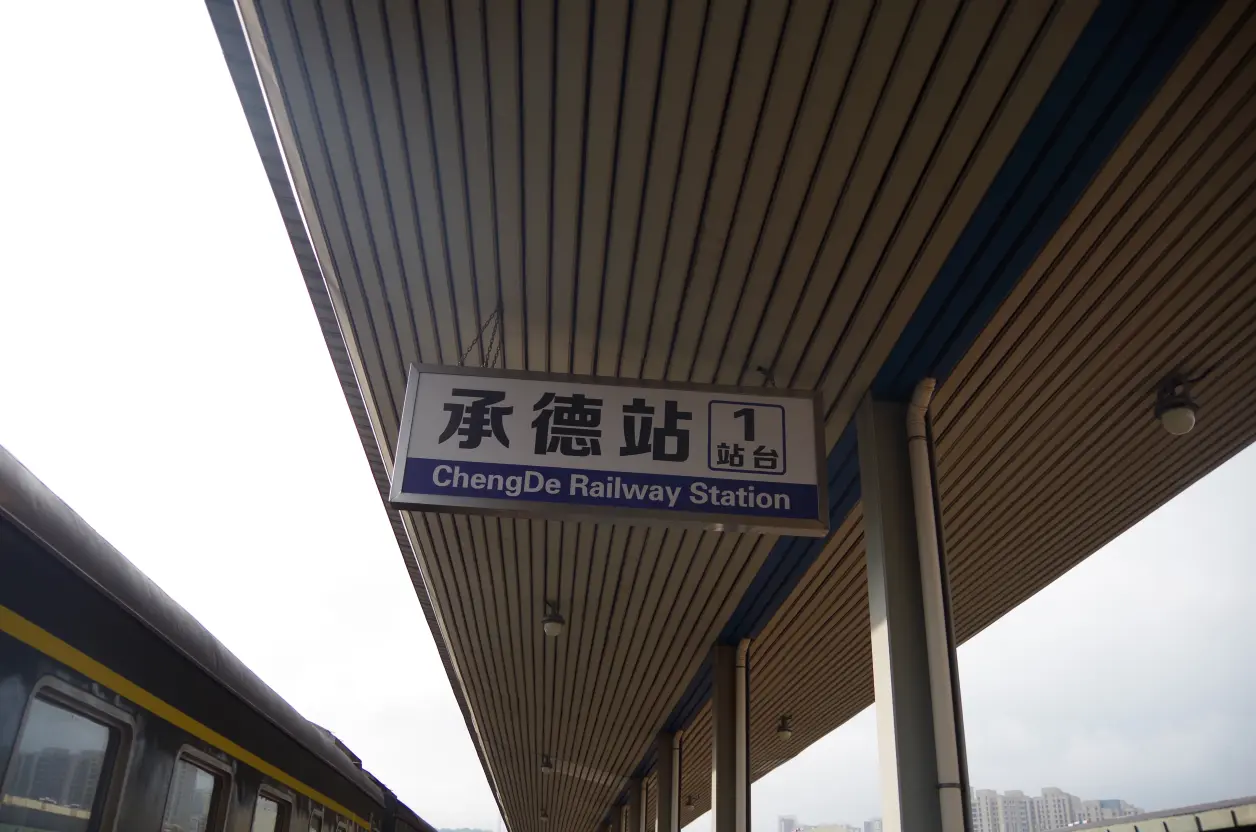 承德站
1
站台
ChengDe Railway Station